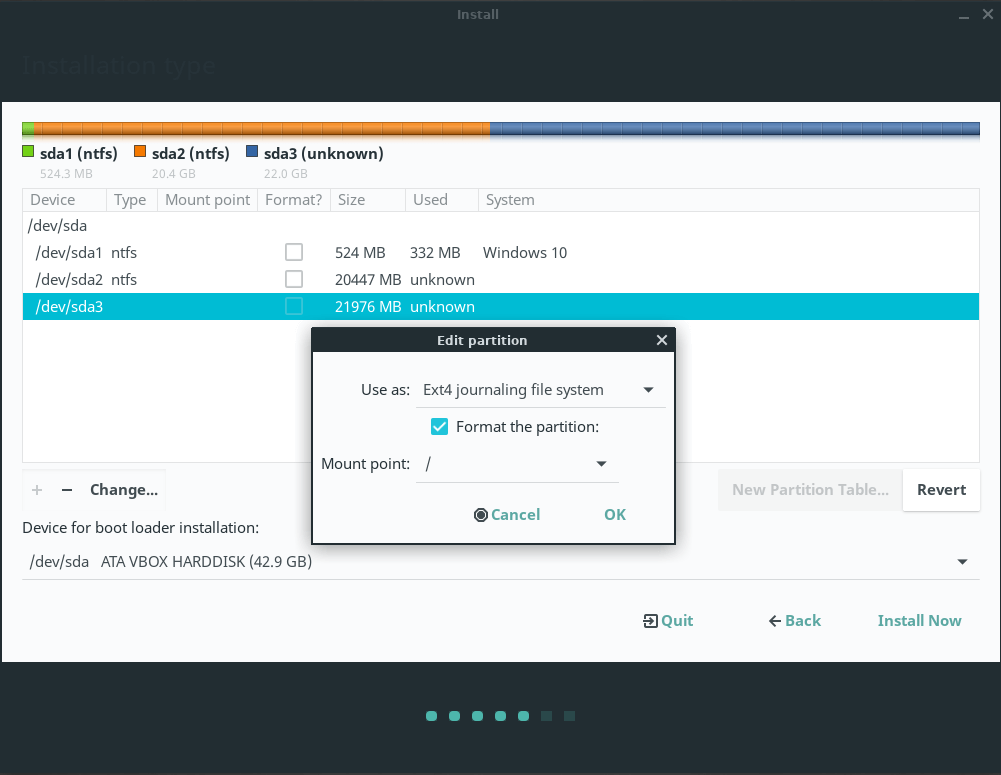 Install
Installation type
sda1 (ntfs) sda2 (ntfs) sda3 (unknown)
524.3 MB 20.4 GB 22.0 GB
Device Type Mount point Format? Size Used System
/dev/sda
/dev/sda1 ntfs 524 MB 332 MB Windows 10
/dev/sda2 ntfs 20447 MB unknown
/dev/sda3 21976 MB unknown
Edit partition
Use as: Ext4 journaling file system
Format the partition:
Mount point: /
Cancel OK
+ − Change... New Partition Table... Revert
Device for boot loader installation:
/dev/sda ATA VBOX HARDDISK (42.9 GB)
Quit Back Install Now